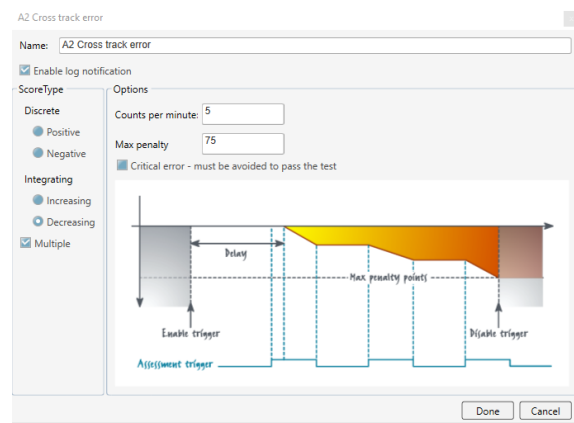 A2 Cross track error
Name: A2 Cross track error
Enable log notification
ScoreType
Discrete
Positive
Negative
Integrating
Increasing
Decreasing
Multiple
Options
Counts per minute: 5
Max penalty 75
Critical error - must be avoided to pass the test
Delay
Max penalty points
Enable trigger
Disable trigger
Assessment trigger
Done Cancel